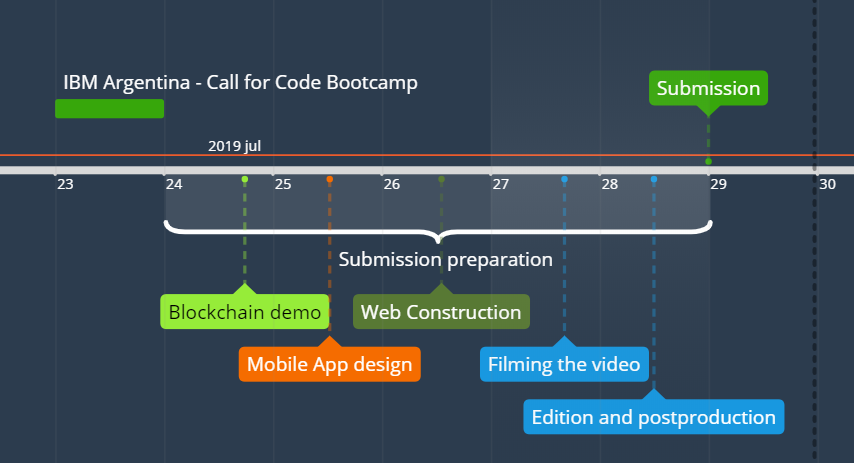 IBM Argentina - Call for Code Bootcamp
Submission
2019 jul
23 24 25 26 27 28 29 30
Submission preparation
Blockchain demo
Web Construction
Mobile App design
Filming the video
Edition and postproduction